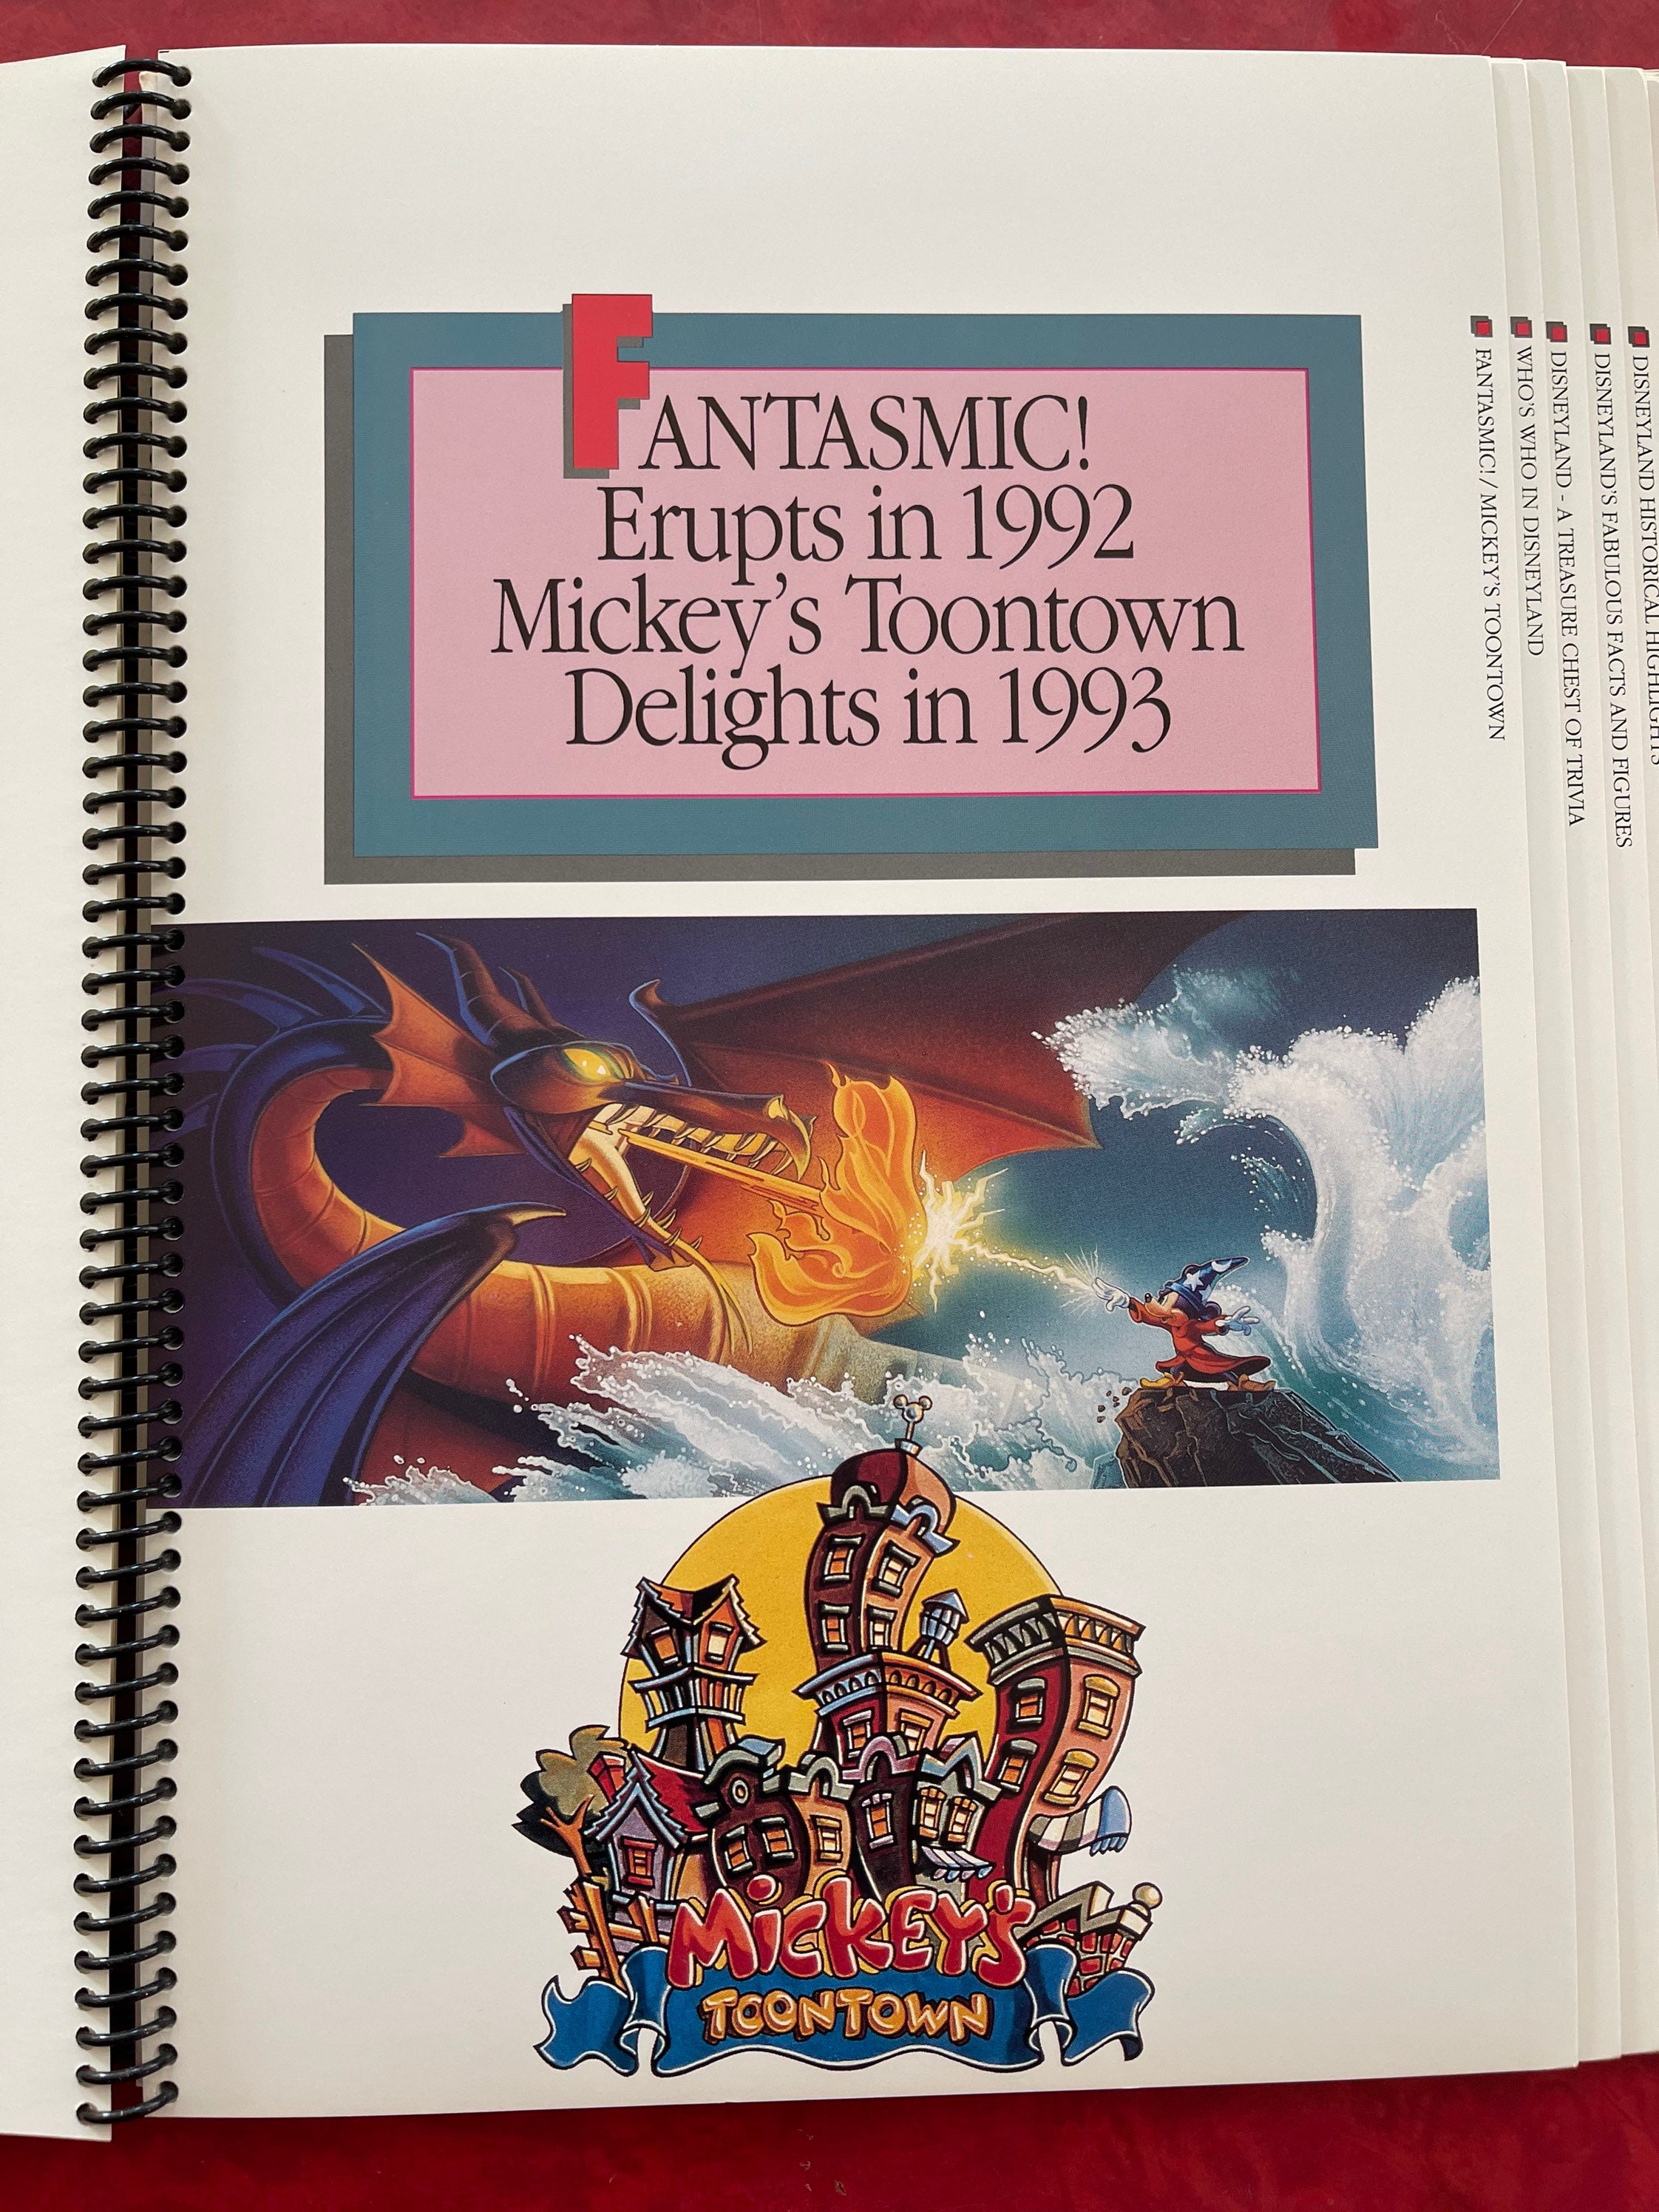 FANTASMIC!
Erupts in 1992
Mickey's Toontown
Delights in 1993
MICKEY'S
TOONTOWN
FANTASMIC! / MICKEY'S TOONTOWN
WHO'S WHO IN DISNEYLAND
DISNEYLAND - A TREASURE CHEST OF TRIVIA
DISNEYLAND'S FABULOUS FACTS AND FIGURES
DISNEYLAND HISTORICAL HIGHLIGHTS